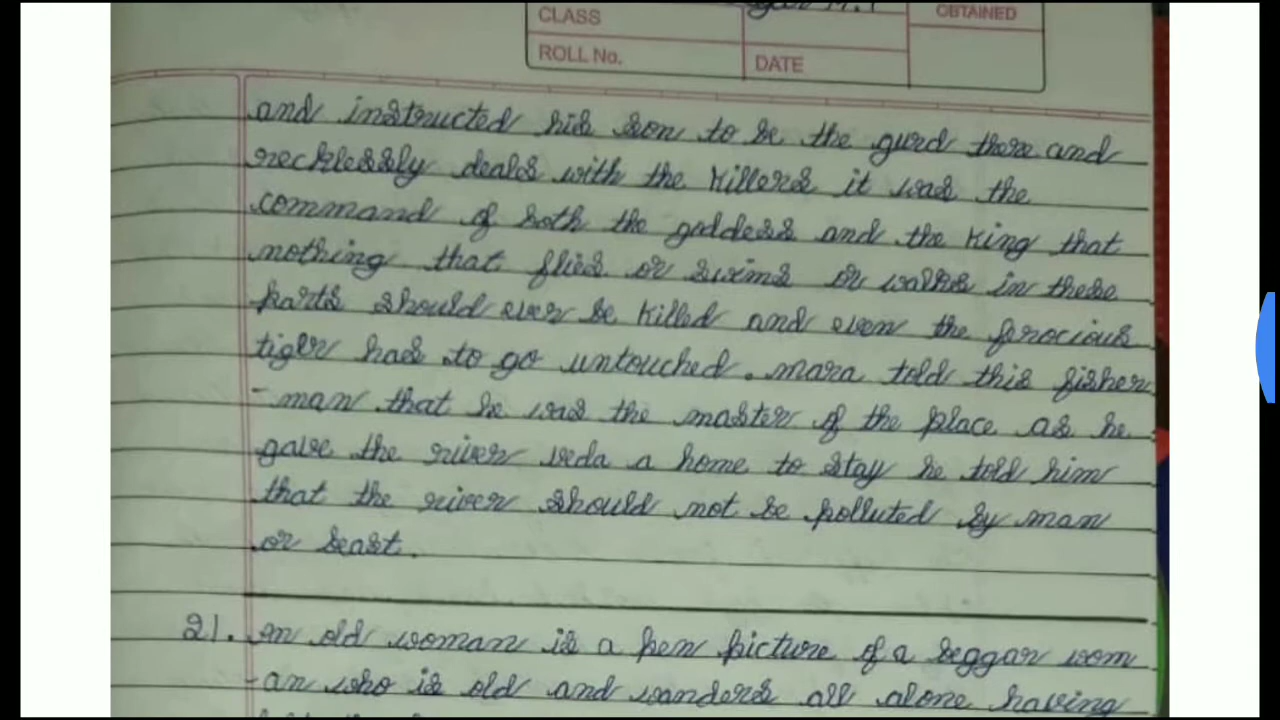 CLASS
OBTAINED
ROLL No.
DATE
and instructed his son to be the gurd there and
recklessly deals with the killers it was the
command of both the goddess and the king that
nothing that flies or swims or walks in these
parts should ever be killed and even the ferocious
tiger has to go untouched. mara told this fisher
-man that he was the master of the place as he
gave the river veda a home to stay he told him
that the river should not be polluted by man
or beast.
21. An old woman is a pen picture of a beggar wom
-an who is old and wanders all alone having